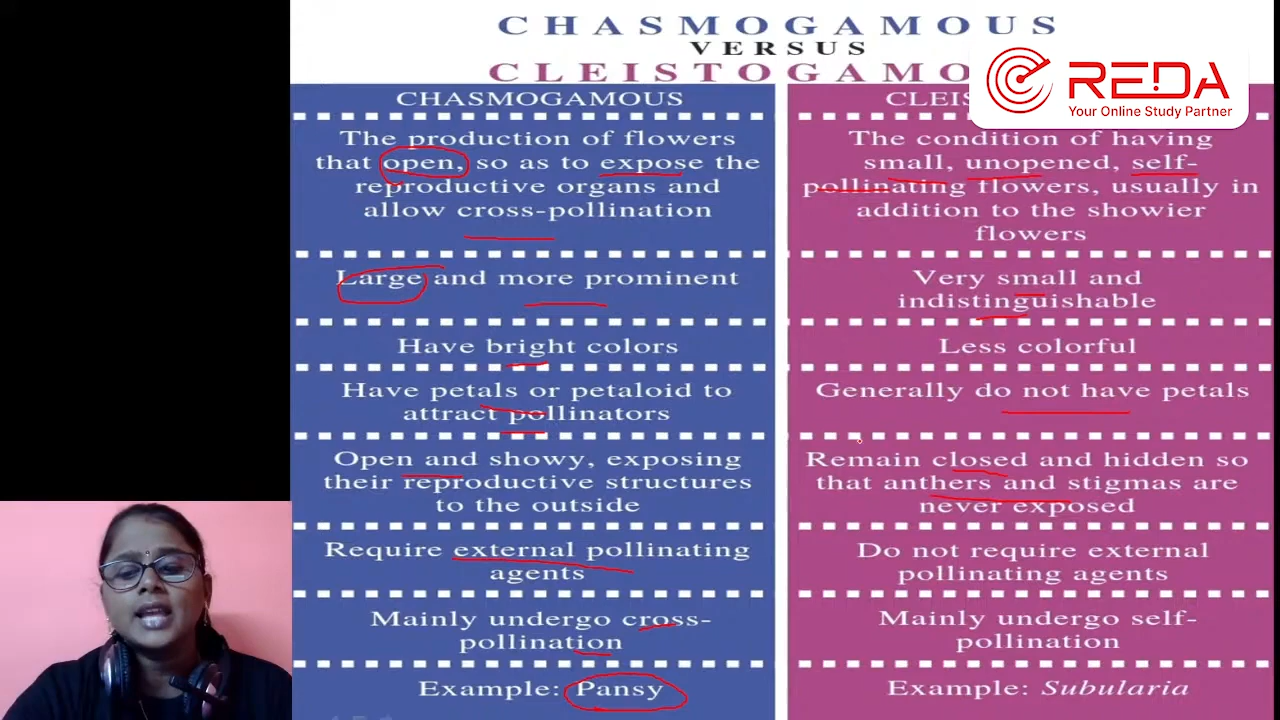 CHASMOGAMOUS
VERSUS
CLEISTOGAMO
REDA
Your Online Study Partner
CHASMOGAMOUS
The production of flowers
that open, so as to expose the
reproductive organs and
allow cross-pollination
Large and more prominent
Have bright colors
Have petals or petaloid to
attract pollinators
Open and showy, exposing
their reproductive structures
to the outside
Require external pollinating
agents
Mainly undergo cross-
pollination
Example: Pansy
CLEIS
The condition of having
small, unopened, self-
pollinating flowers, usually in
addition to the showier
flowers
Very small and
indistinguishable
Less colorful
Generally do not have petals
Remain closed and hidden so
that anthers and stigmas are
never exposed
Do not require external
pollinating agents
Mainly undergo self-
pollination
Example: Subularia